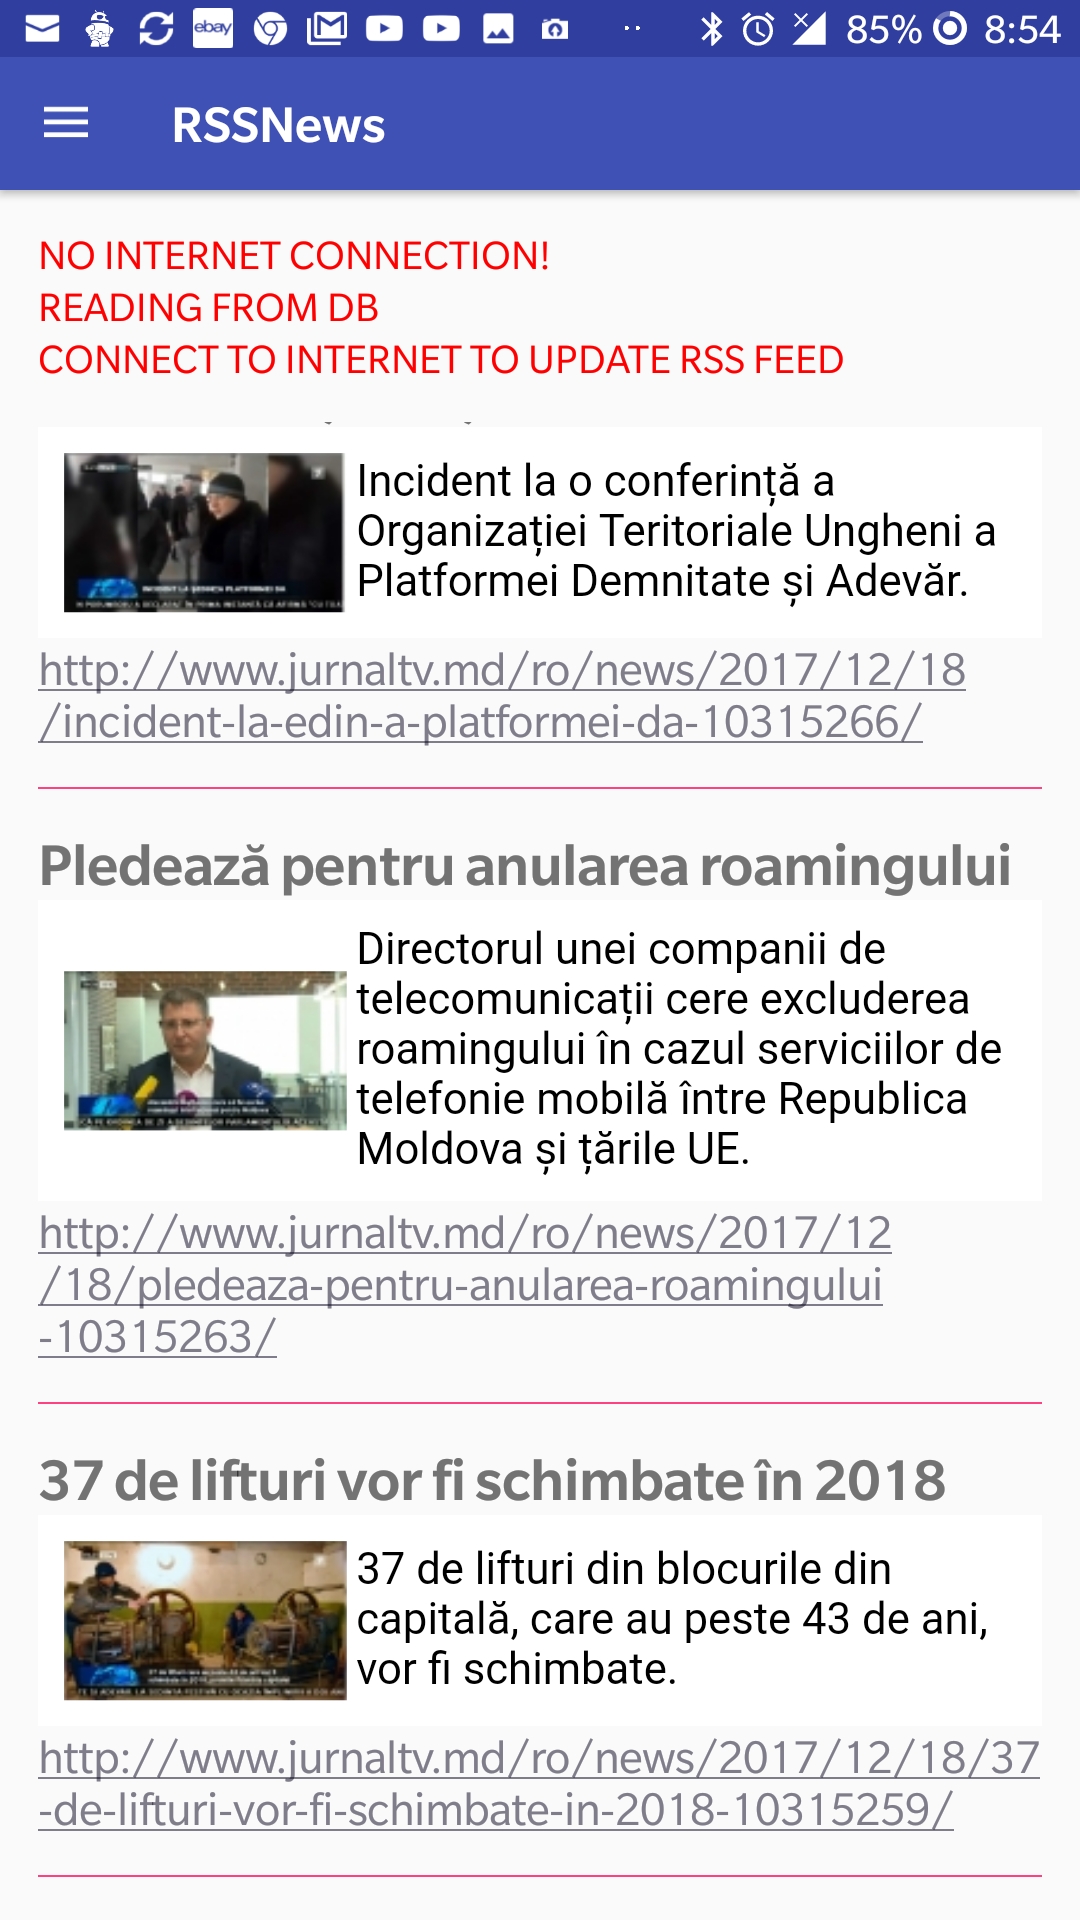 ebay
85%
8:54
RSSNews
NO INTERNET CONNECTION!
READING FROM DB
CONNECT TO INTERNET TO UPDATE RSS FEED
Incident la o conferință a
Organizației Teritoriale Ungheni a
Platformei Demnitate și Adevăr.
http://www.jurnaltv.md/ro/news/2017/12/18
/incident-la-edin-a-platformei-da-10315266/
Pledează pentru anularea roamingului
Directorul unei companii de
telecomunicații cere excluderea
roamingului în cazul serviciilor de
telefonie mobilă între Republica
Moldova și țările UE.
http://www.jurnaltv.md/ro/news/2017/12
/18/pledeaza-pentru-anularea-roamingului
-10315263/
37 de lifturi vor fi schimbate în 2018
37 de lifturi din blocurile din
capitală, care au peste 43 de ani,
vor fi schimbate.
http://www.jurnaltv.md/ro/news/2017/12/18/37
-de-lifturi-vor-fi-schimbate-in-2018-10315259/